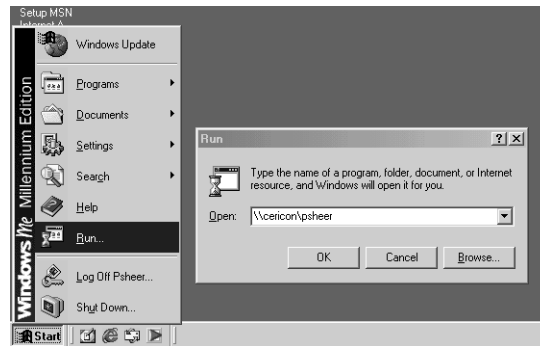 Setup MSN
Internet A
Windows Update
Programs
Documents
Settings
Search
Help
Run...
Log Off Psheer...
Shut Down...
Windows Me Millennium Edition
Start
Run
Type the name of a program, folder, document, or Internet
resource, and Windows will open it for you.
Open:
\\cericon\psheer
OK
Cancel
Browse...